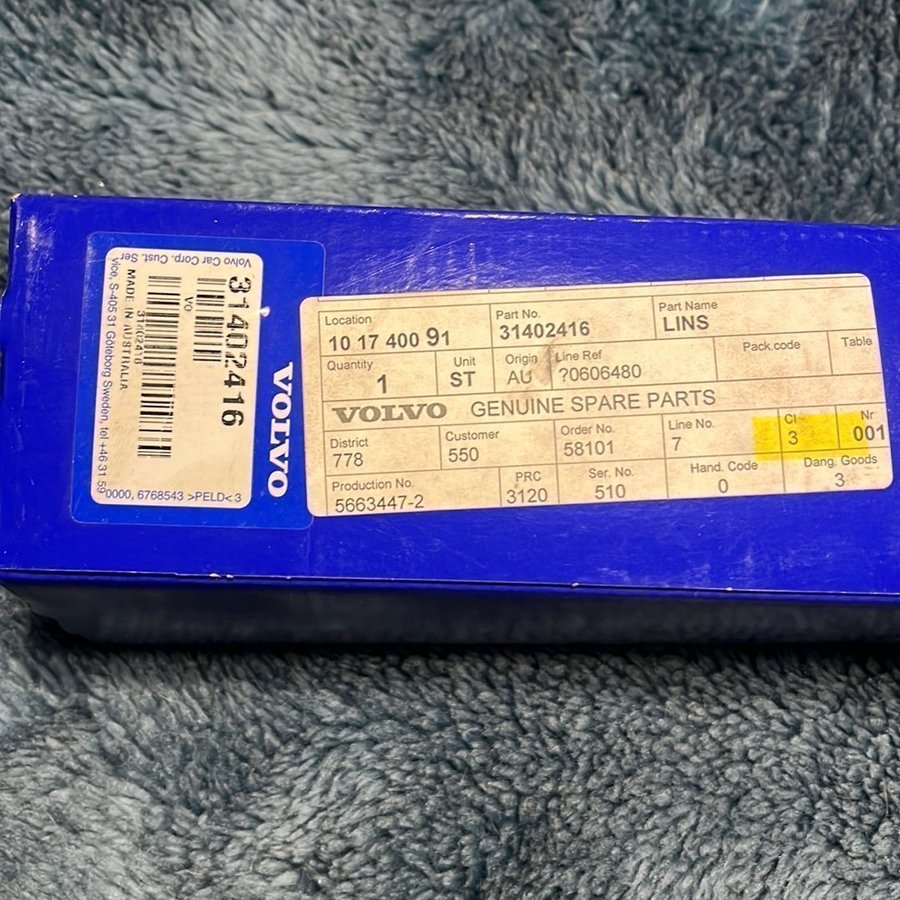 Volvo Car Corp. Cust. Ser
vice, S-405 31 Göteborg Sweden, tel +46 31 59
0000, 6768543 >PELD< 3
31402416
VO
31402416
MADE IN AUSTRALIA
VOLVO
Location
10 17 400 91
Part No.
31402416
Part Name
LINS
Quantity
1
Unit
ST
Origin
AU
Line Ref
?0606480
Pack.code
Table
VOLVO GENUINE SPARE PARTS
District
778
Customer
550
Order No.
58101
Line No.
7
Cl
3
Nr
001
Production No.
5663447-2
PRC
3120
Ser. No.
510
Hand. Code
0
Dang. Goods
3